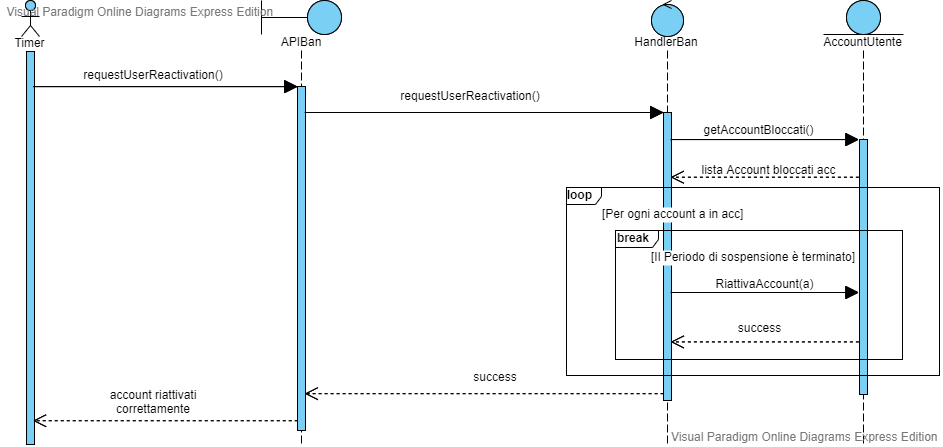 Visual Paradigm Online Diagrams Express Edition
Timer
APIBan
HandlerBan
AccountUtente
requestUserReactivation()
requestUserReactivation()
getAccountBloccati()
lista Account bloccati acc
loop
[Per ogni account a in acc]
break
[Il Periodo di sospensione è terminato]
RiattivaAccount(a)
success
success
account riattivati
correttamente
Visual Paradigm Online Diagrams Express Edition